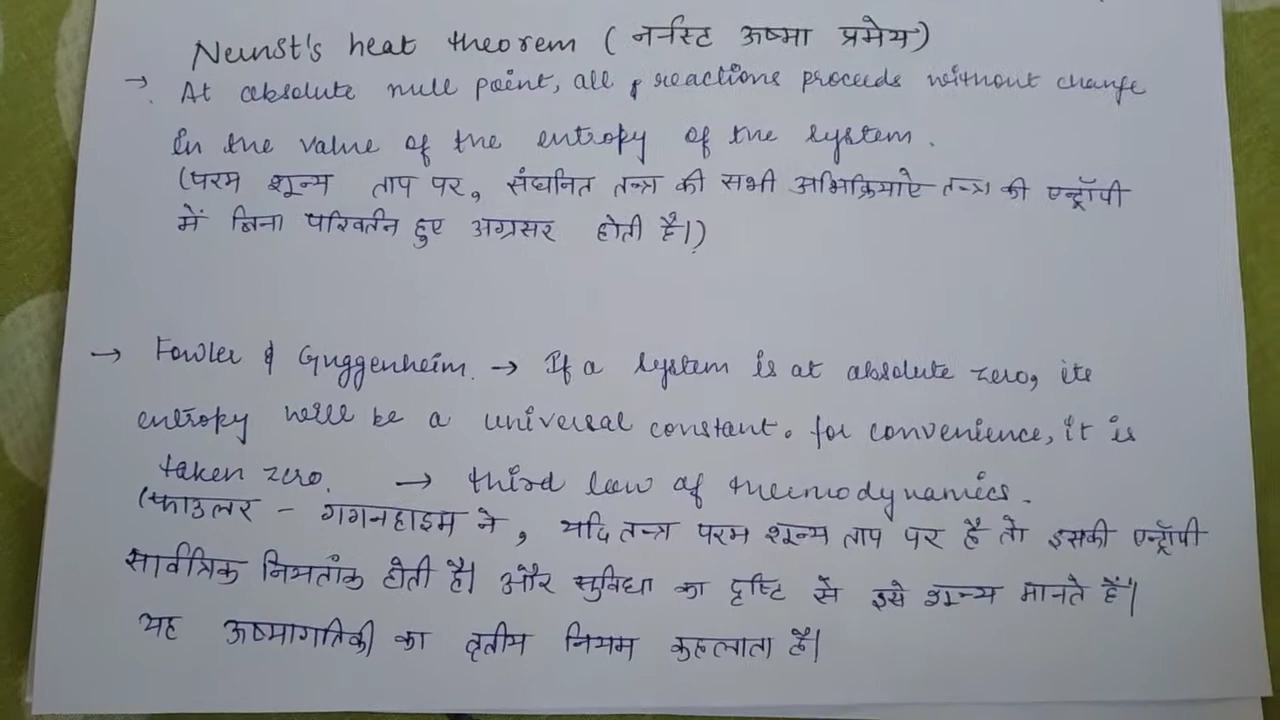 Nernst's heat theorem (नर्नस्ट ऊष्मा प्रमेय)
→ At absolute null point, all reactions proceeds without change
in the value of the entropy of the system.
(परम शून्य ताप पर, संघनित तन्त्र की सभी अभिक्रियाऐ तन्त्र की एन्ट्रॉपी
में बिना परिवर्तन हुए अग्रसर होती है।)
→ Fowler & Guggenheim. → If a system is at absolute zero, its
entropy will be a universal constant. for convenience, it is
taken zero. → third law of thermodynamics.
(फाउलर - गगनहाइम ने, यदि तन्त्र परम शून्य ताप पर है तो इसकी एन्ट्रॉपी
सार्वत्रिक नियतांक होती है। और सुविधा का दृष्टि से इसे शून्य मानते हैं।
यह ऊष्मागतिकी का तृतीय नियम कहलाता है।